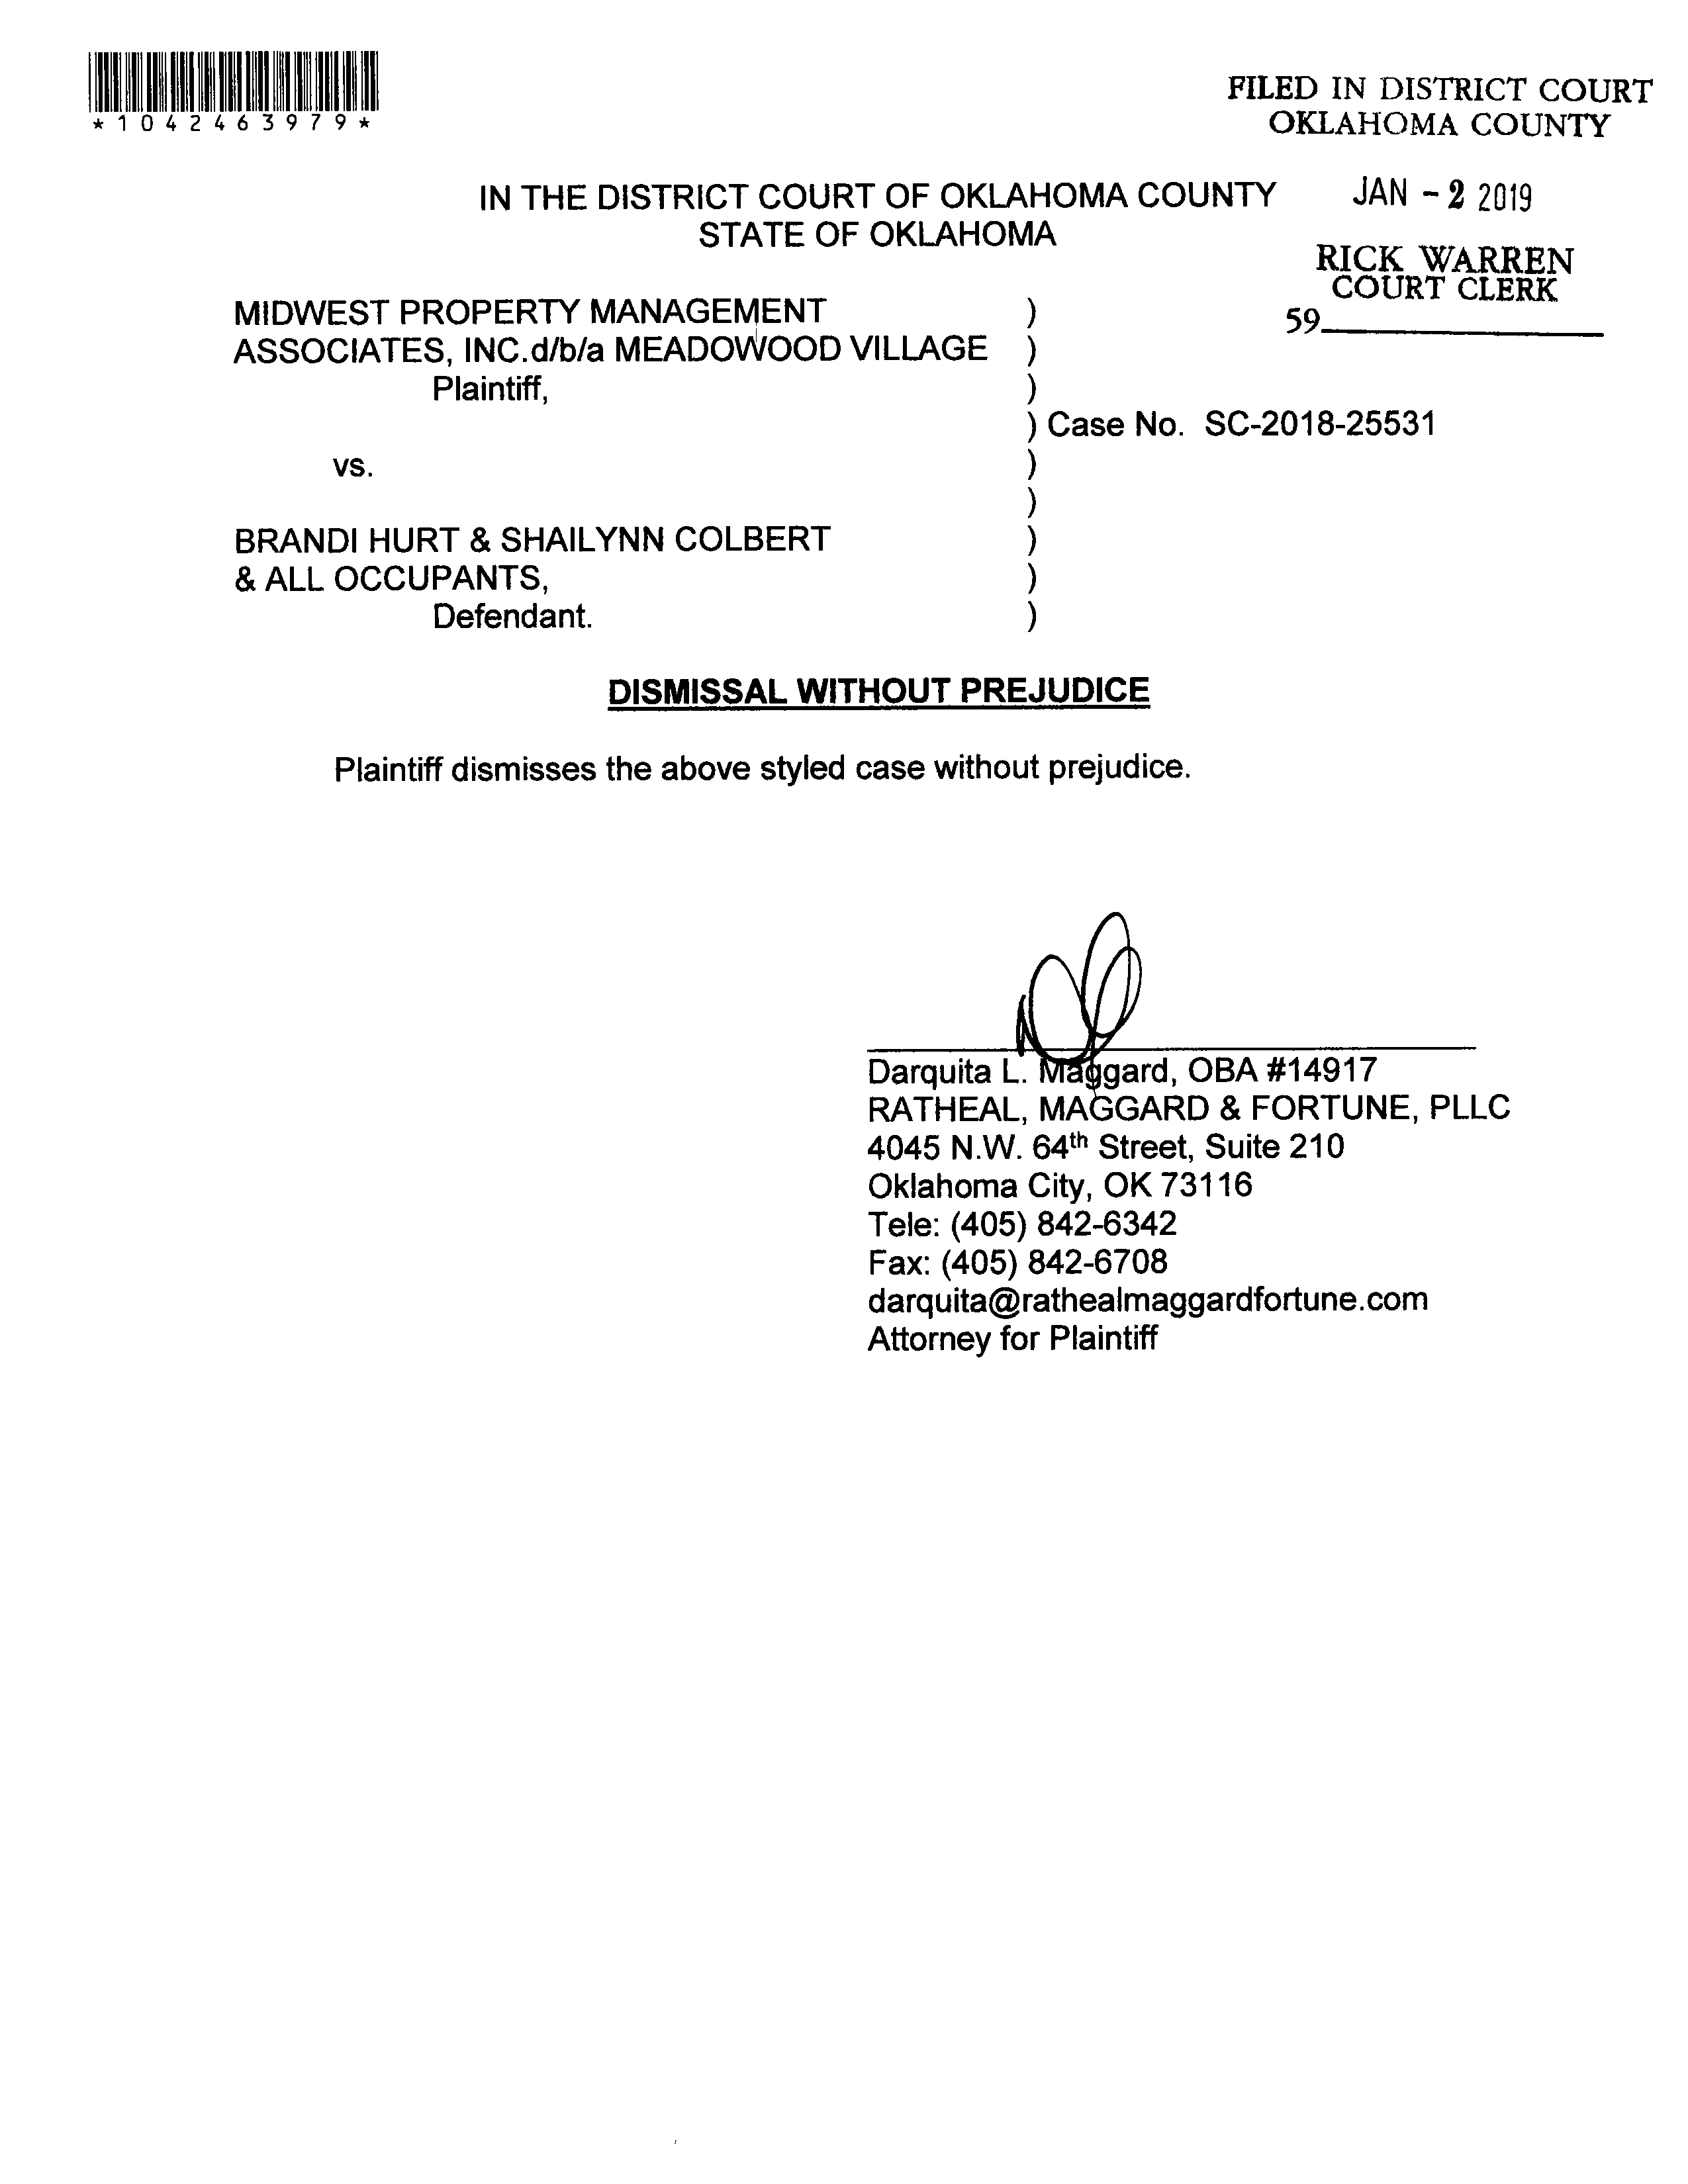 *1042463979*
FILED IN DISTRICT COURT
OKLAHOMA COUNTY
IN THE DISTRICT COURT OF OKLAHOMA COUNTY
STATE OF OKLAHOMA
JAN - 2 2019
RICK WARREN
COURT CLERK
59
MIDWEST PROPERTY MANAGEMENT )
ASSOCIATES, INC.d/b/a MEADOWOOD VILLAGE )
Plaintiff, )
) Case No. SC-2018-25531
vs. )
)
BRANDI HURT & SHAILYNN COLBERT )
& ALL OCCUPANTS, )
Defendant. )
DISMISSAL WITHOUT PREJUDICE
Plaintiff dismisses the above styled case without prejudice.
Darquita L. Maggard, OBA #14917
RATHEAL, MAGGARD & FORTUNE, PLLC
4045 N.W. 64th Street, Suite 210
Oklahoma City, OK 73116
Tele: (405) 842-6342
Fax: (405) 842-6708
darquita@rathealmaggardfortune.com
Attorney for Plaintiff